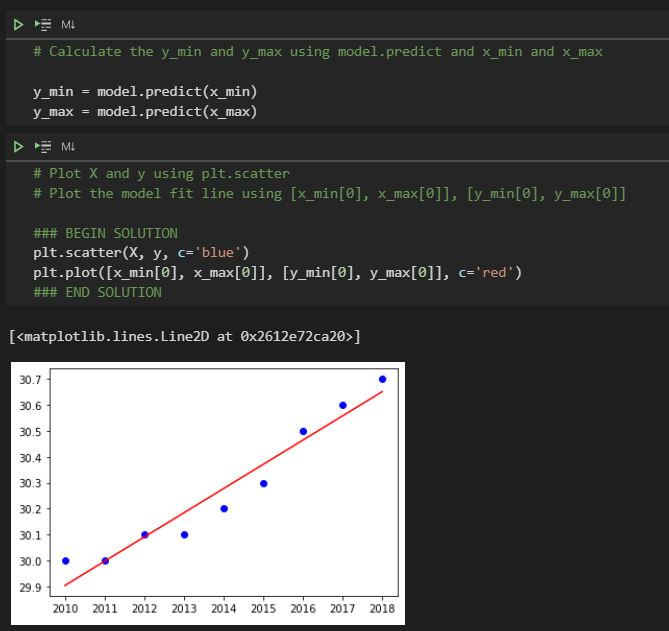 M↓
# Calculate the y_min and y_max using model.predict and x_min and x_max
y_min = model.predict(x_min)
y_max = model.predict(x_max)
M↓
# Plot X and y using plt.scatter
# Plot the model fit line using [x_min[0], x_max[0]], [y_min[0], y_max[0]]
### BEGIN SOLUTION
plt.scatter(X, y, c='blue')
plt.plot([x_min[0], x_max[0]], [y_min[0], y_max[0]], c='red')
### END SOLUTION
[<matplotlib.lines.Line2D at 0x2612e72ca20>]
30.7
30.6
30.5
30.4
30.3
30.2
30.1
30.0
29.9
2010 2011 2012 2013 2014 2015 2016 2017 2018